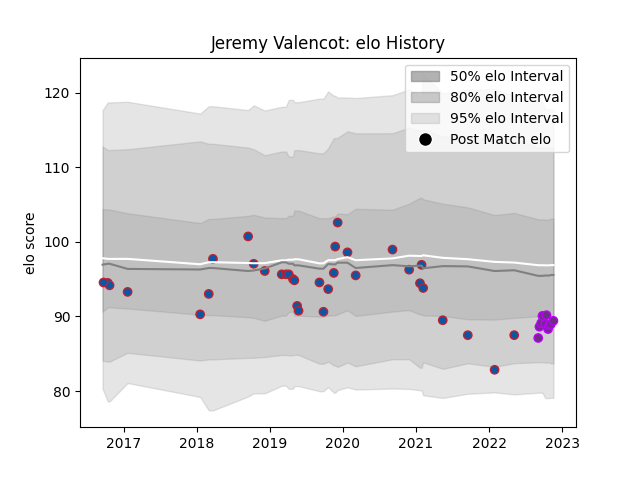 Jeremy Valencot: elo History
50% elo Interval
80% elo Interval
95% elo Interval
Post Match elo
elo score
120
110
100
90
80
2017 2018 2019 2020 2021 2022 2023